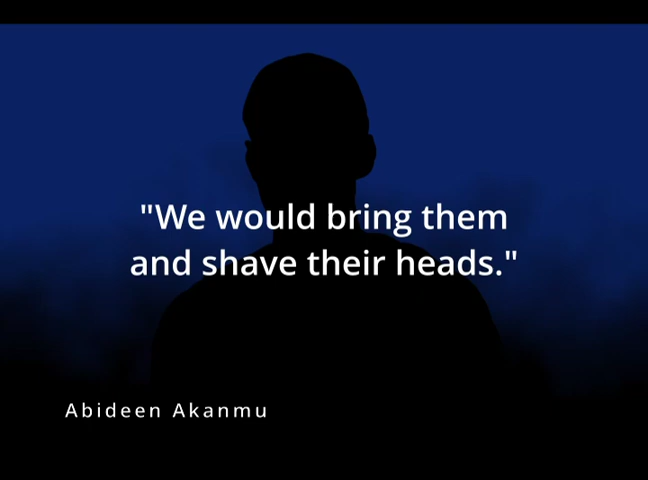 "We would bring them
and shave their heads."
Abideen Akanmu